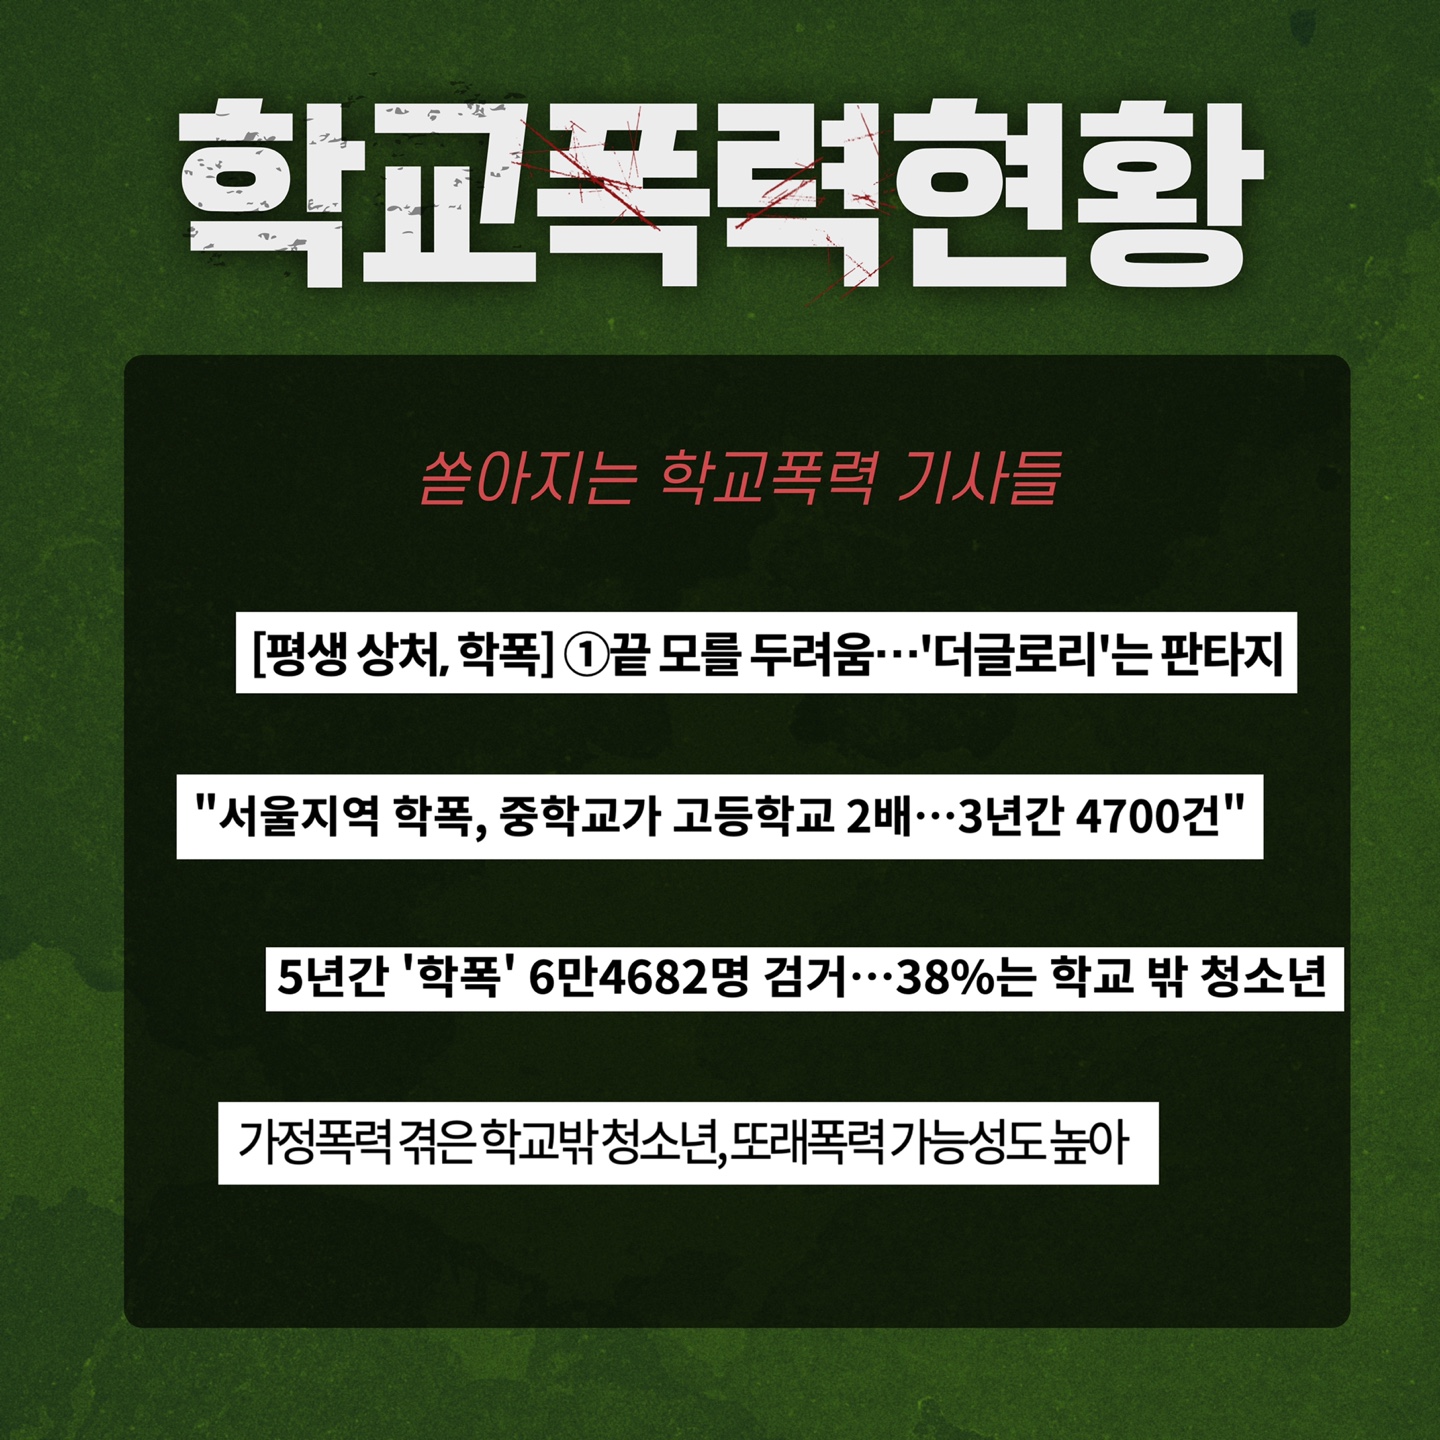 학교폭력현황
쏟아지는 학교폭력 기사들
[평생 상처, 학폭] ①끝 모를 두려움…'더글로리'는 판타지
"서울지역 학폭, 중학교가 고등학교 2배…3년간 4700건"
5년간 '학폭' 6만4682명 검거…38%는 학교 밖 청소년
가정폭력 겪은 학교밖 청소년, 또래폭력 가능성도 높아